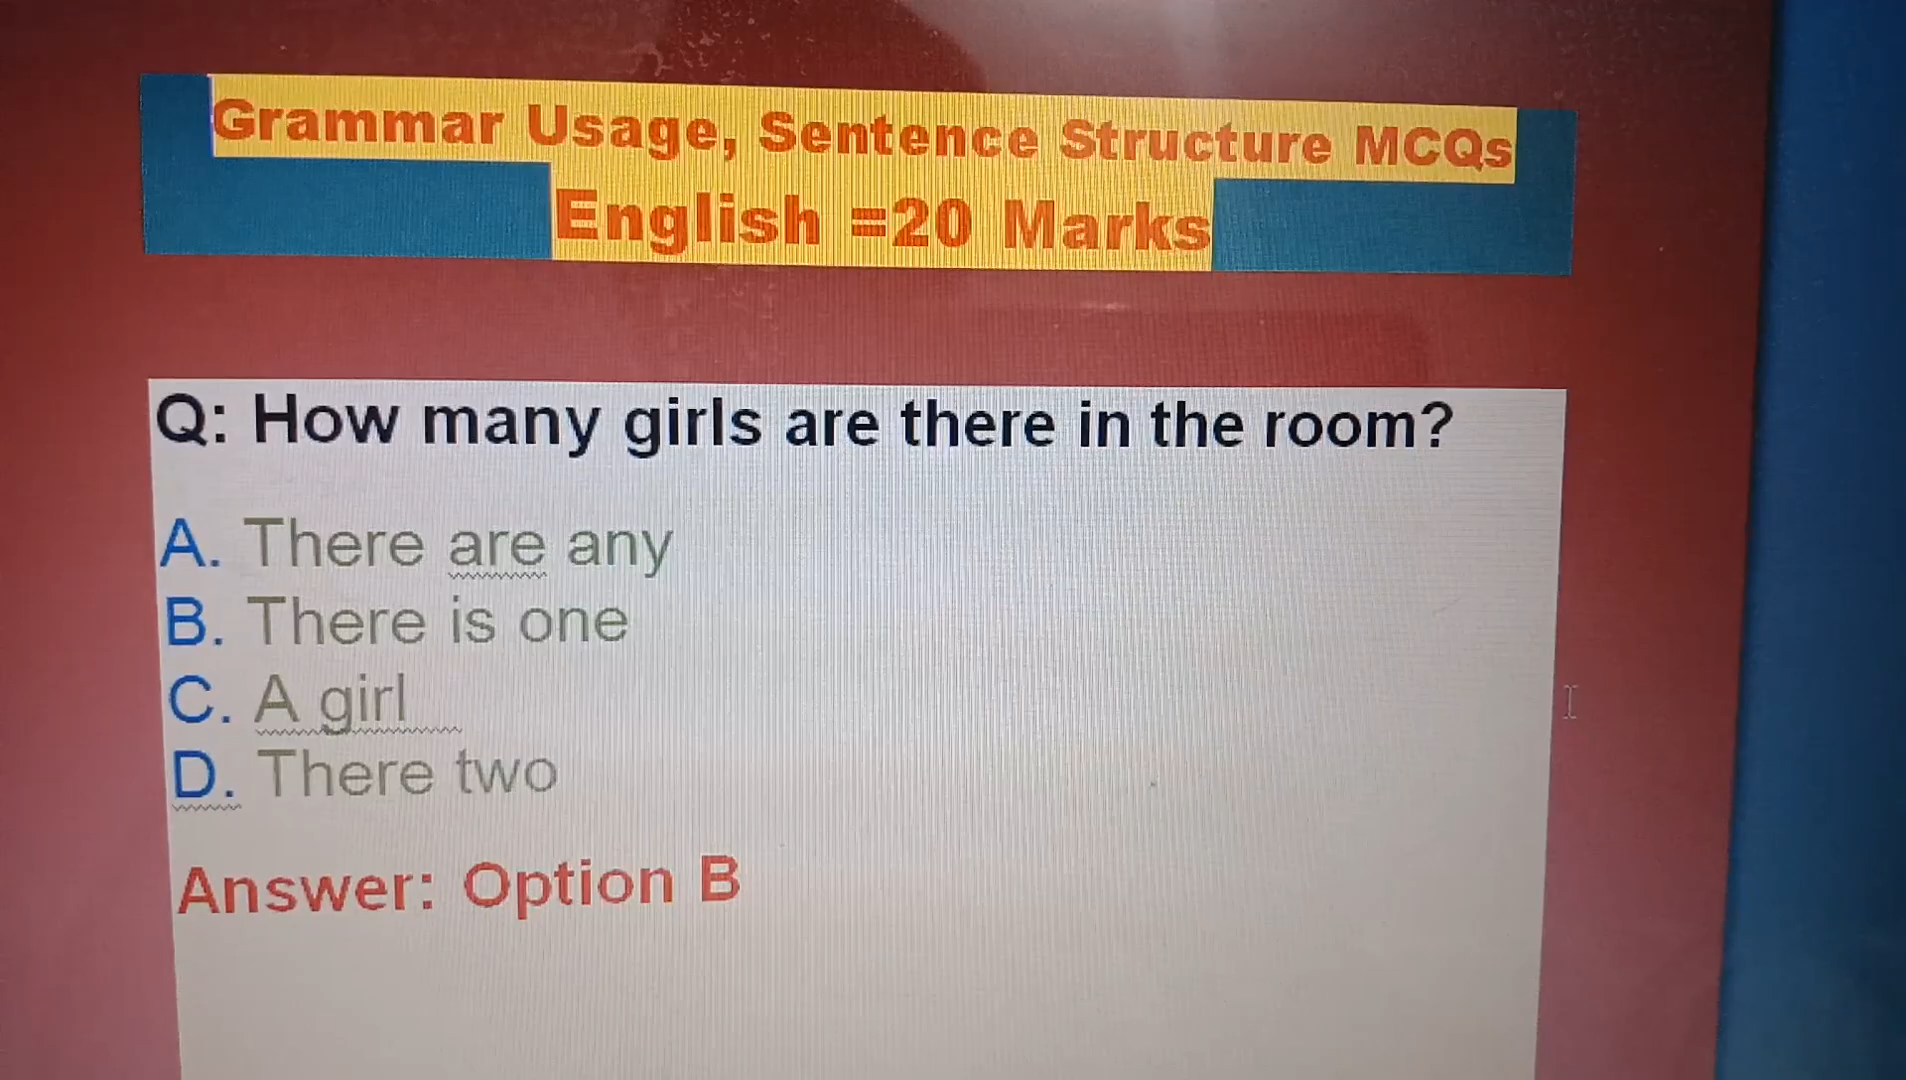 Grammar Usage, Sentence Structure MCQs
English =20 Marks
Q: How many girls are there in the room?
A. There are any
B. There is one
C. A girl
D. There two
Answer: Option B